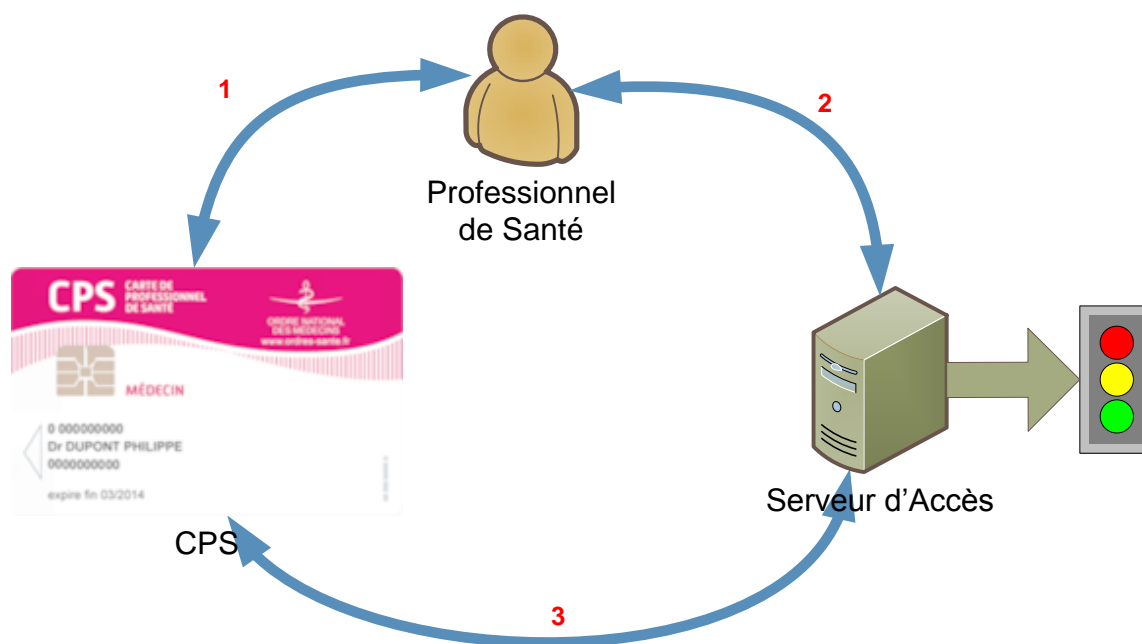 1
2
Professionnel
de Santé
CPS
CARTE DE
PROFESSIONNEL
DE SANTÉ
ORDRE NATIONAL
DES MÉDECINS
www.ordres-sante.fr
MÉDECIN
0 000000000
Dr DUPONT PHILIPPE
0000000000
expire fin 03/2014
CPS
Serveur d’Accès
3